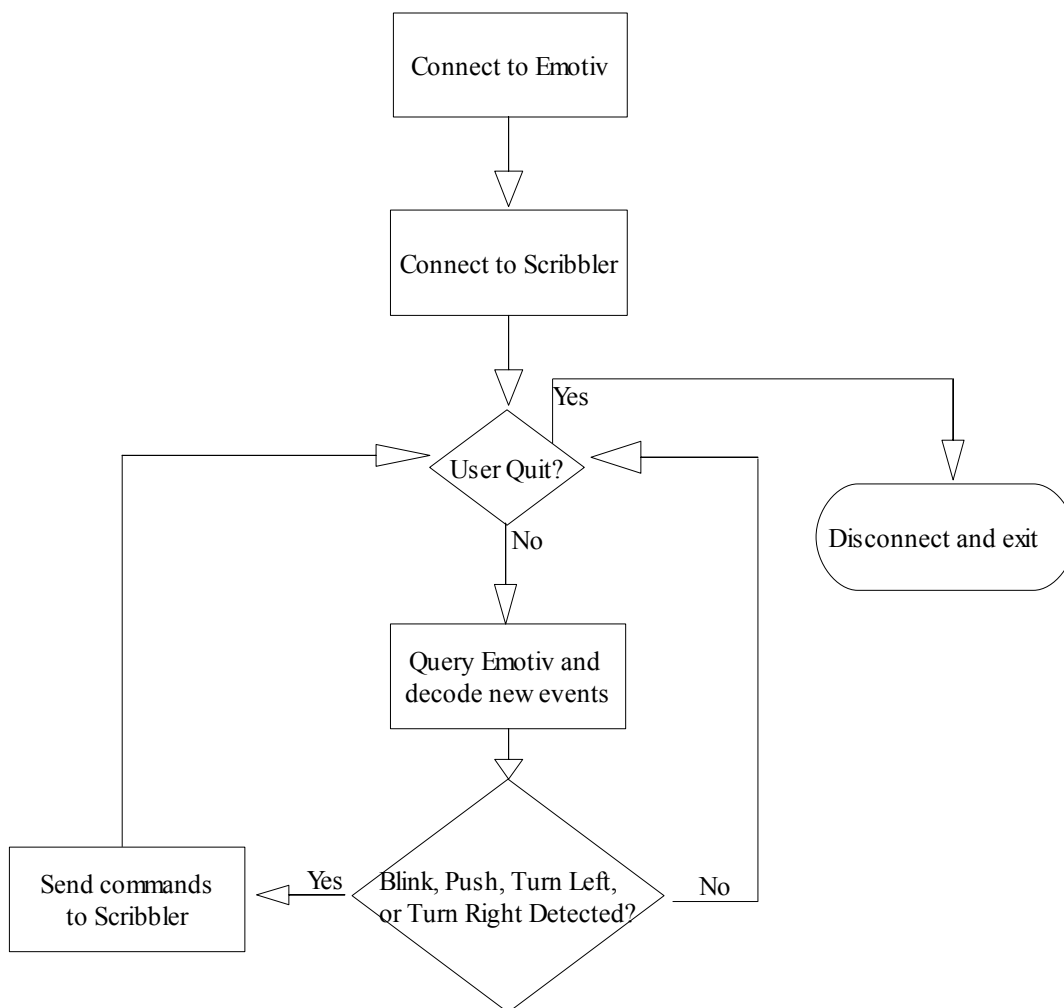 Connect to Emotiv
Connect to Scribbler
Yes
User Quit?
Disconnect and exit
No
Query Emotiv and
decode new events
Yes
Blink, Push, Turn Left,
or Turn Right Detected?
No
Send commands
to Scribbler